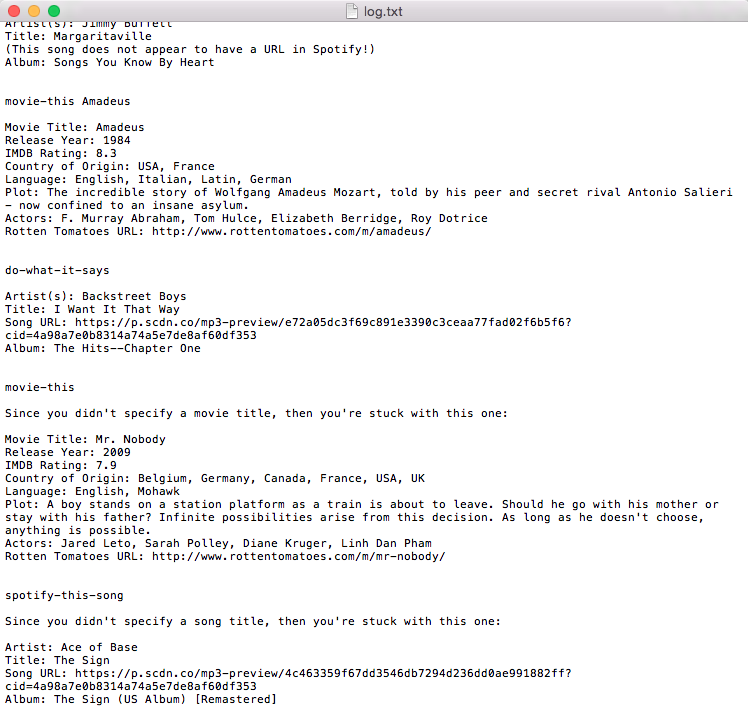 log.txt
Artist(s): Jimmy Buffett
Title: Margaritaville
(This song does not appear to have a URL in Spotify!)
Album: Songs You Know By Heart
movie-this Amadeus
Movie Title: Amadeus
Release Year: 1984
IMDB Rating: 8.3
Country of Origin: USA, France
Language: English, Italian, Latin, German
Plot: The incredible story of Wolfgang Amadeus Mozart, told by his peer and secret rival Antonio Salieri
- now confined to an insane asylum.
Actors: F. Murray Abraham, Tom Hulce, Elizabeth Berridge, Roy Dotrice
Rotten Tomatoes URL: http://www.rottentomatoes.com/m/amadeus/
do-what-it-says
Artist(s): Backstreet Boys
Title: I Want It That Way
Song URL: https://p.scdn.co/mp3-preview/e72a05dc3f69c891e3390c3ceaa77fad02f6b5f6?
cid=4a98a7e0b8314a74a5e7de8af60df353
Album: The Hits--Chapter One
movie-this
Since you didn't specify a movie title, then you're stuck with this one:
Movie Title: Mr. Nobody
Release Year: 2009
IMDB Rating: 7.9
Country of Origin: Belgium, Germany, Canada, France, USA, UK
Language: English, Mohawk
Plot: A boy stands on a station platform as a train is about to leave. Should he go with his mother or
stay with his father? Infinite possibilities arise from this decision. As long as he doesn't choose,
anything is possible.
Actors: Jared Leto, Sarah Polley, Diane Kruger, Linh Dan Pham
Rotten Tomatoes URL: http://www.rottentomatoes.com/m/mr-nobody/
spotify-this-song
Since you didn't specify a song title, then you're stuck with this one:
Artist: Ace of Base
Title: The Sign
Song URL: https://p.scdn.co/mp3-preview/4c463359f67dd3546db7294d236dd0ae991882ff?
cid=4a98a7e0b8314a74a5e7de8af60df353
Album: The Sign (US Album) [Remastered]